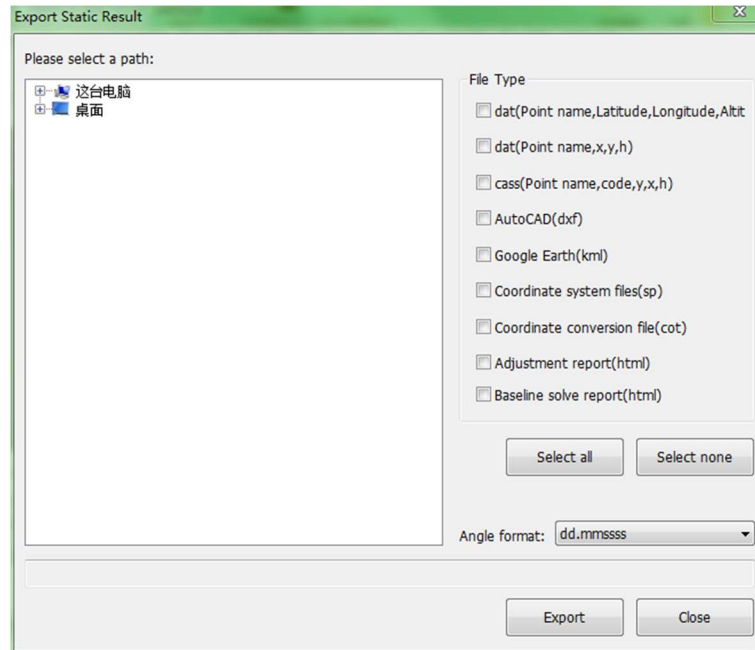 Export Static Result
Please select a path:
这台电脑
桌面
File Type
dat(Point name,Latitude,Longitude,Altit
dat(Point name,x,y,h)
cass(Point name,code,y,x,h)
AutoCAD(dxf)
Google Earth(kml)
Coordinate system files(sp)
Coordinate conversion file(cot)
Adjustment report(html)
Baseline solve report(html)
Select all
Select none
Angle format:
dd.mmssss
Export
Close